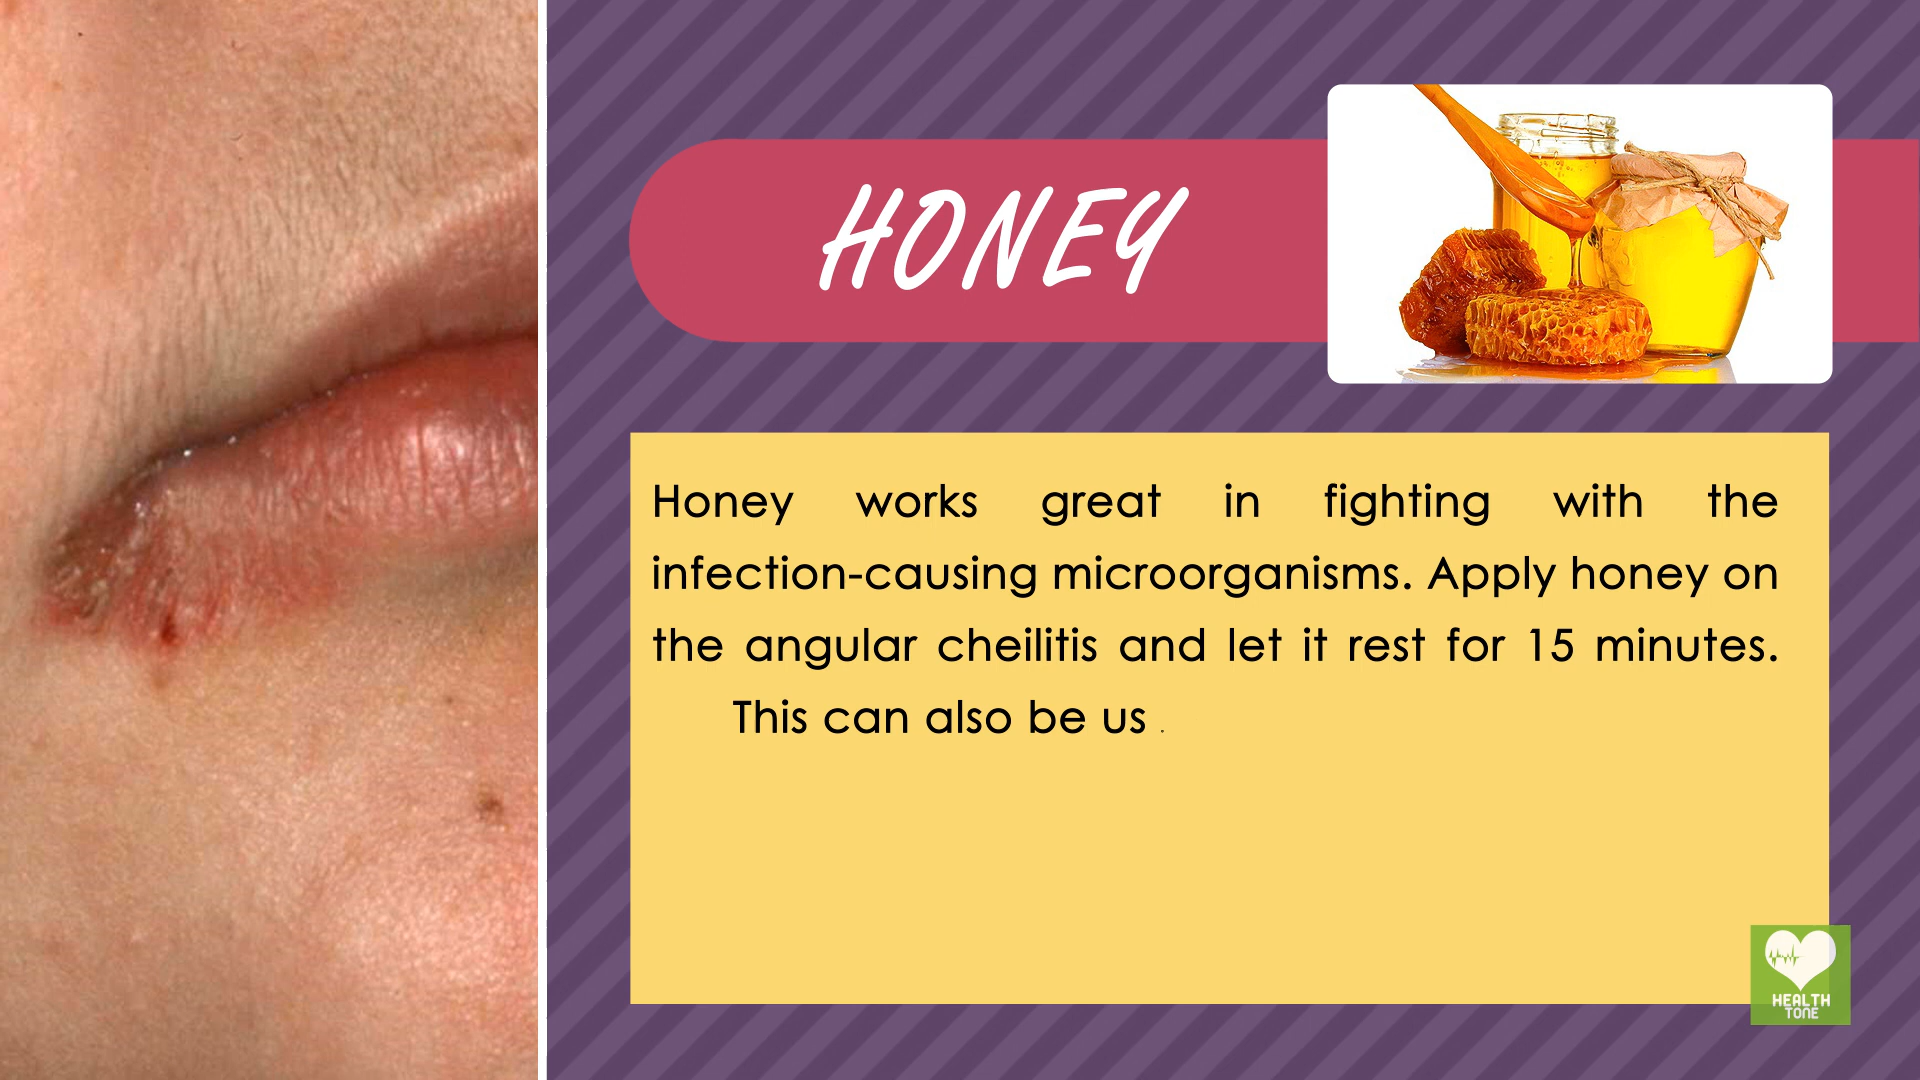 HONEY
Honey works great in fighting with the
infection-causing microorganisms. Apply honey on
the angular cheilitis and let it rest for 15 minutes.
This can also be us .
HEALTH
TONE